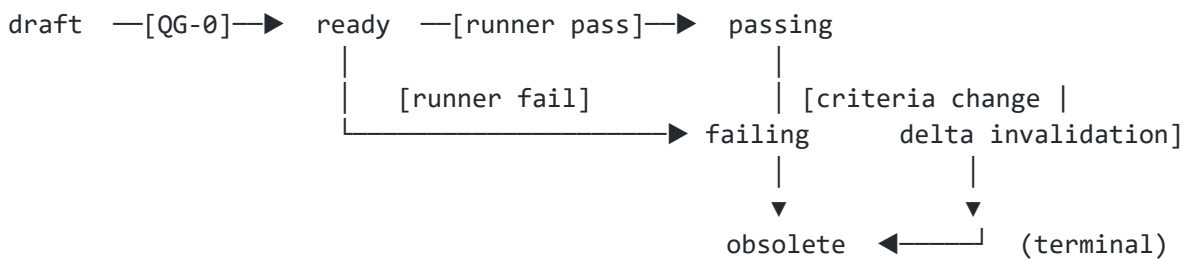 draft —[QG-0]—▶ ready —[runner pass]—▶ passing
│ │
│ [runner fail] │ [criteria change |
└──────────────────────▶ failing delta invalidation]
│ │
▼ ▼
obsolete ◀─────┘ (terminal)